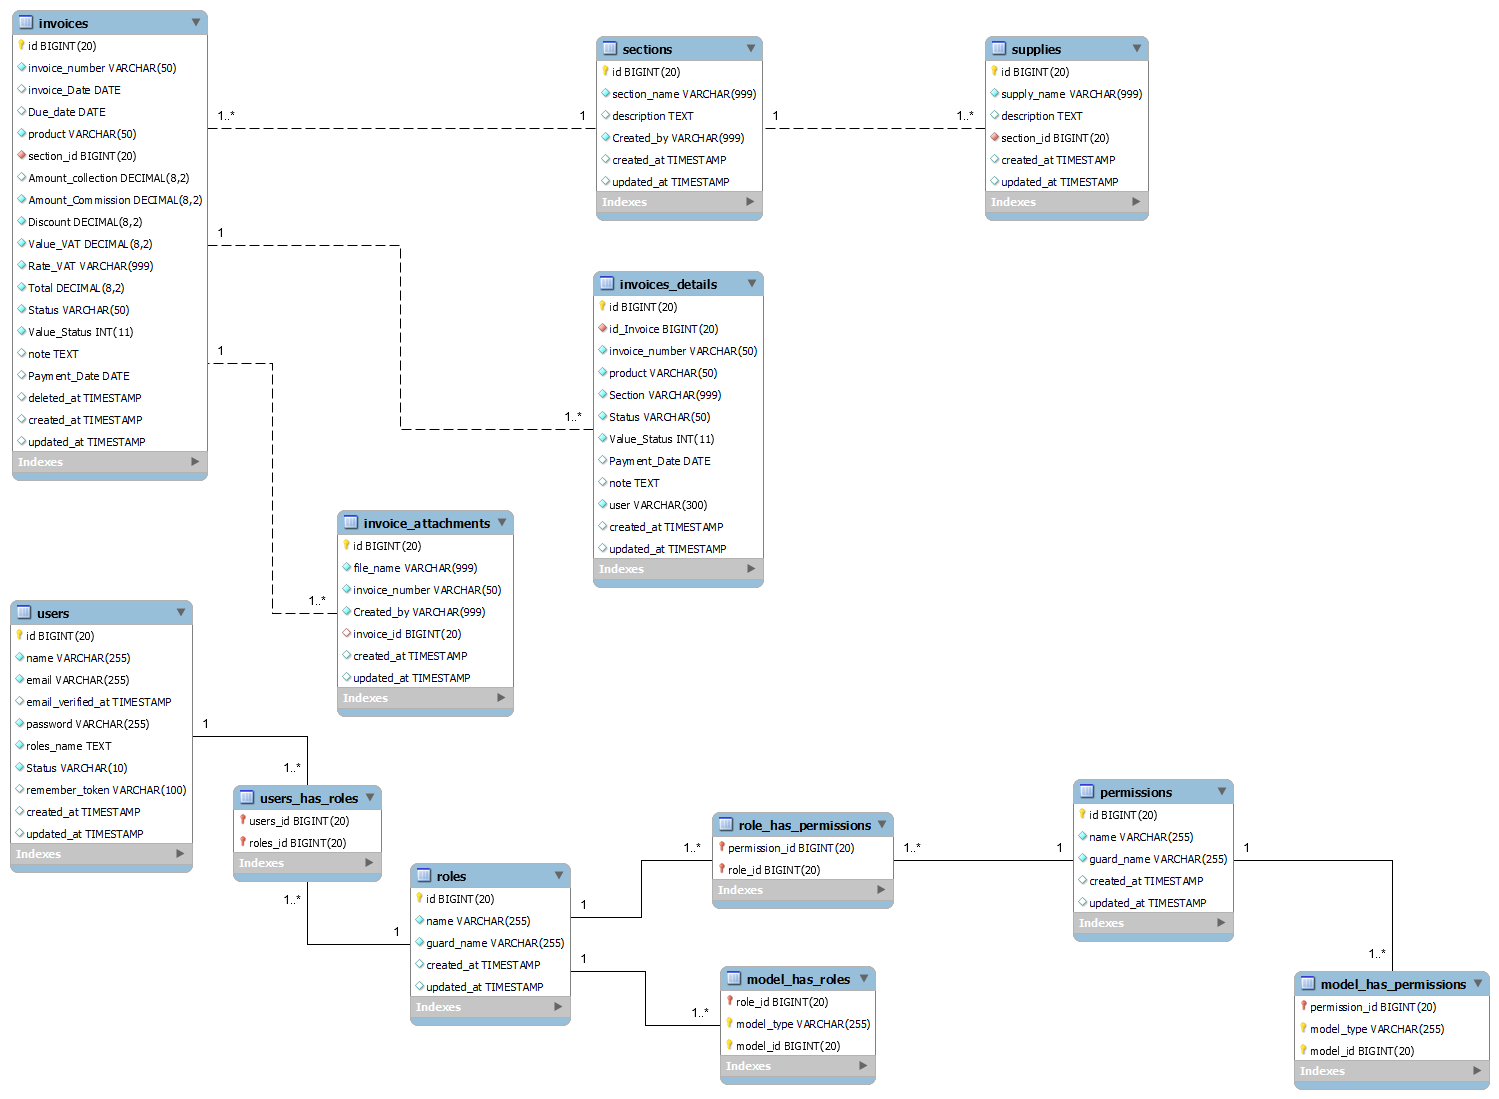 invoices
id BIGINT(20)
invoice_number VARCHAR(50)
invoice_Date DATE
Due_date DATE
product VARCHAR(50)
section_id BIGINT(20)
Amount_collection DECIMAL(8,2)
Amount_Commission DECIMAL(8,2)
Discount DECIMAL(8,2)
Value_VAT DECIMAL(8,2)
Rate_VAT VARCHAR(999)
Total DECIMAL(8,2)
Status VARCHAR(50)
Value_Status INT(11)
note TEXT
Payment_Date DATE
deleted_at TIMESTAMP
created_at TIMESTAMP
updated_at TIMESTAMP
Indexes
1..*
1
sections
id BIGINT(20)
section_name VARCHAR(999)
description TEXT
Created_by VARCHAR(999)
created_at TIMESTAMP
updated_at TIMESTAMP
Indexes
1
1..*
supplies
id BIGINT(20)
supply_name VARCHAR(999)
description TEXT
section_id BIGINT(20)
created_at TIMESTAMP
updated_at TIMESTAMP
Indexes
1
1..*
invoices_details
id BIGINT(20)
id_Invoice BIGINT(20)
invoice_number VARCHAR(50)
product VARCHAR(50)
Section VARCHAR(999)
Status VARCHAR(50)
Value_Status INT(11)
Payment_Date DATE
note TEXT
user VARCHAR(300)
created_at TIMESTAMP
updated_at TIMESTAMP
Indexes
1
1..*
invoice_attachments
id BIGINT(20)
file_name VARCHAR(999)
invoice_number VARCHAR(50)
Created_by VARCHAR(999)
invoice_id BIGINT(20)
created_at TIMESTAMP
updated_at TIMESTAMP
Indexes
users
id BIGINT(20)
name VARCHAR(255)
email VARCHAR(255)
email_verified_at TIMESTAMP
password VARCHAR(255)
roles_name TEXT
Status VARCHAR(10)
remember_token VARCHAR(100)
created_at TIMESTAMP
updated_at TIMESTAMP
Indexes
1
1..*
users_has_roles
users_id BIGINT(20)
roles_id BIGINT(20)
Indexes
1..*
1
roles
id BIGINT(20)
name VARCHAR(255)
guard_name VARCHAR(255)
created_at TIMESTAMP
updated_at TIMESTAMP
Indexes
1
1..*
role_has_permissions
permission_id BIGINT(20)
role_id BIGINT(20)
Indexes
1..*
1
permissions
id BIGINT(20)
name VARCHAR(255)
guard_name VARCHAR(255)
created_at TIMESTAMP
updated_at TIMESTAMP
Indexes
1
1..*
model_has_roles
role_id BIGINT(20)
model_type VARCHAR(255)
model_id BIGINT(20)
Indexes
1
1..*
model_has_permissions
permission_id BIGINT(20)
model_type VARCHAR(255)
model_id BIGINT(20)
Indexes